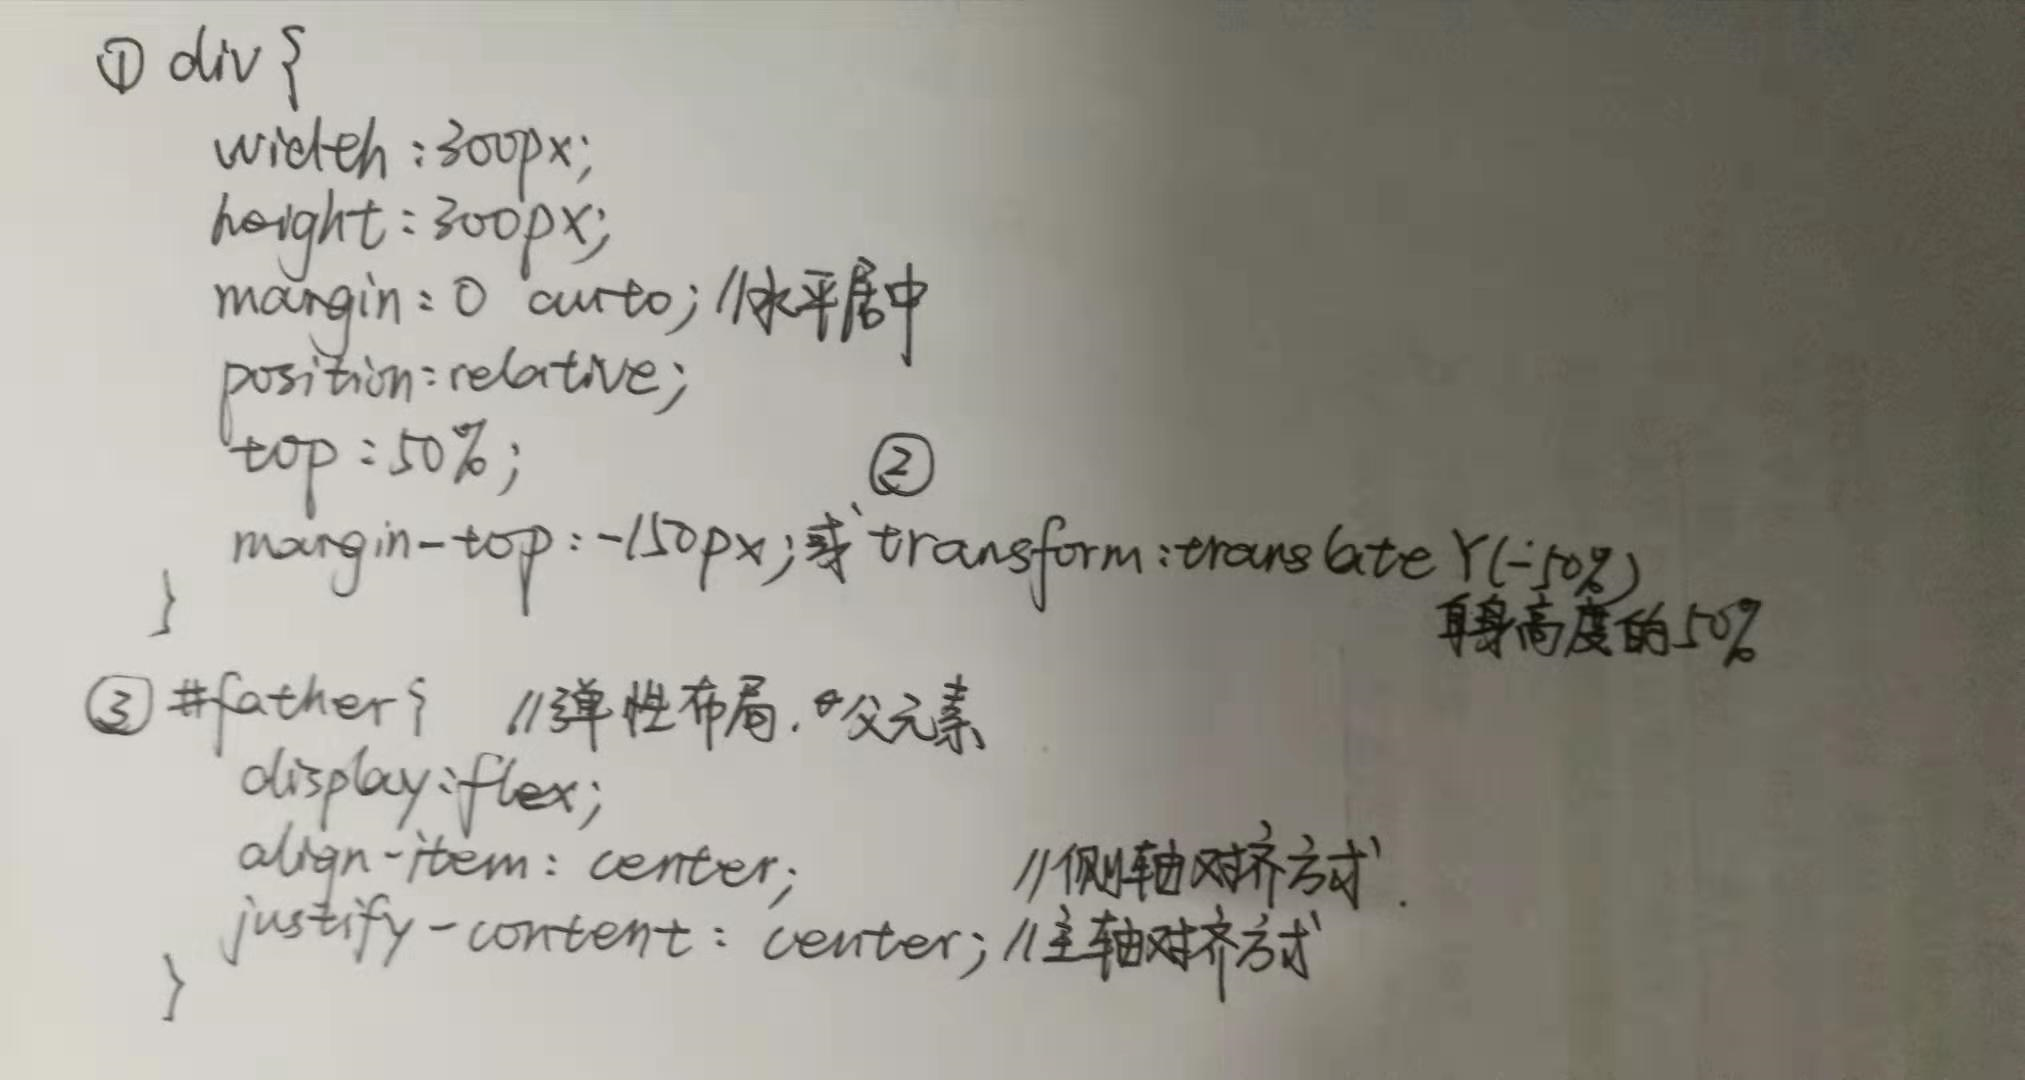 ① div {
width : 300px;
height : 300px;
margin : 0 auto; //水平居中
position : relative;
top : 50%;
②
margin-top : -150px; 或 transform : translate Y(-50%)
}
自身高度的50%
③ #father { //弹性布局. 父元素
display : flex;
align-item : center; //侧轴对齐方式.
justify-content : center; //主轴对齐方式
}